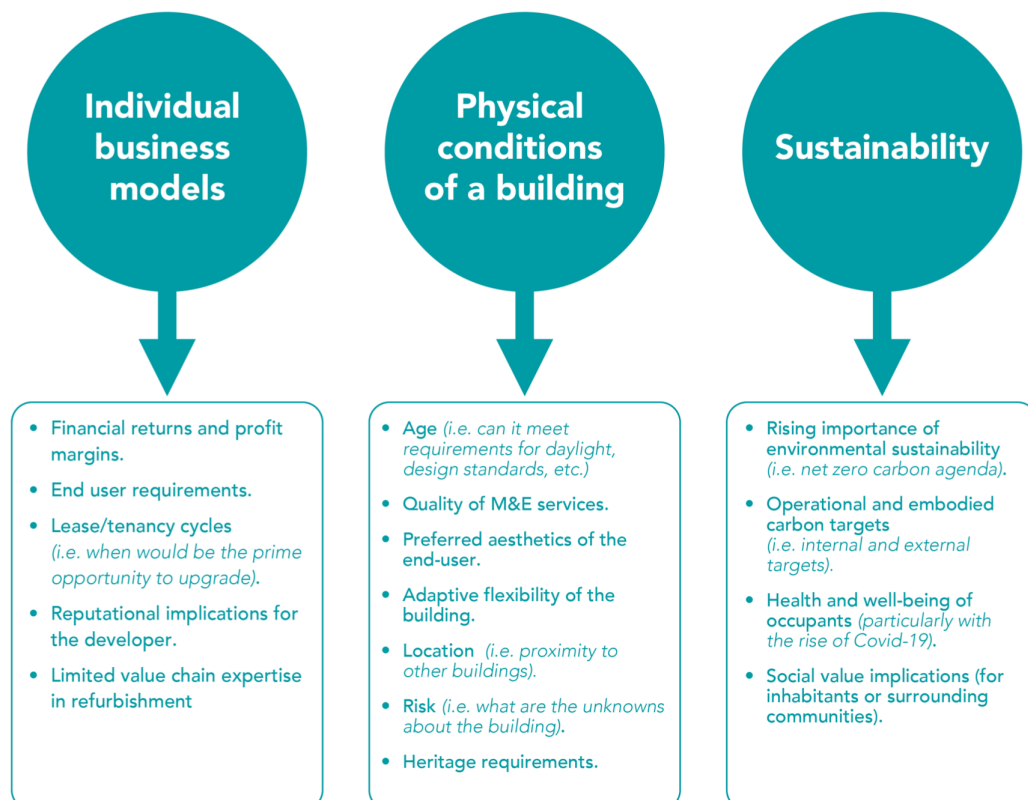 Individual
business
models
• Financial returns and profit
margins.
• End user requirements.
• Lease/tenancy cycles
(i.e. when would be the prime
opportunity to upgrade).
• Reputational implications for
the developer.
• Limited value chain expertise
in refurbishment
Physical
conditions
of a building
• Age (i.e. can it meet
requirements for daylight,
design standards, etc.)
• Quality of M&E services.
• Preferred aesthetics of the
end-user.
• Adaptive flexibility of the
building.
• Location (i.e. proximity to
other buildings).
• Risk (i.e. what are the unknowns
about the building).
• Heritage requirements.
Sustainability
• Rising importance of
environmental sustainability
(i.e. net zero carbon agenda).
• Operational and embodied
carbon targets
(i.e. internal and external
targets).
• Health and well-being of
occupants (particularly with
the rise of Covid-19).
• Social value implications (for
inhabitants or surrounding
communities).